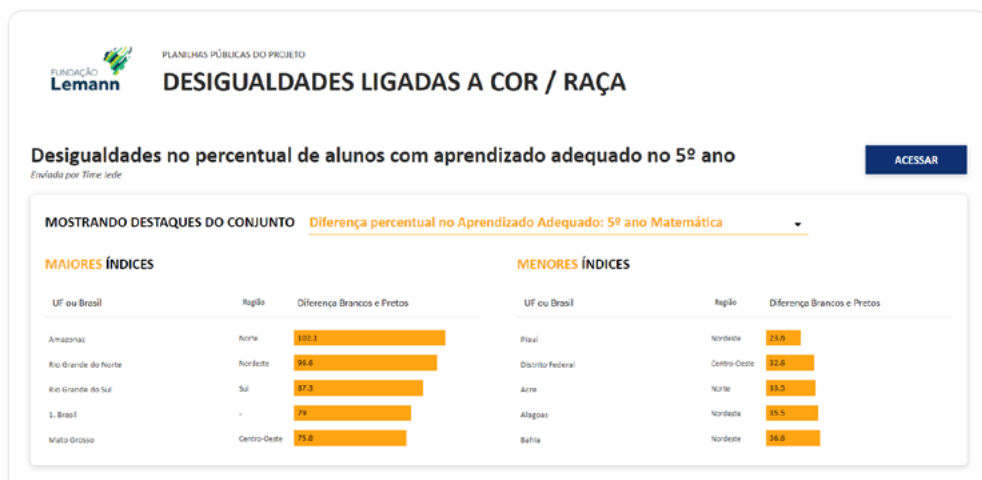 FUNDAÇÃO
Lemann
PLANILHAS PÚBLICAS DO PROJETO
DESIGUALDADES LIGADAS A COR / RAÇA
Desigualdades no percentual de alunos com aprendizado adequado no 5º ano
Enviada por Time Iede
ACESSAR
MOSTRANDO DESTAQUES DO CONJUNTO Diferença percentual no Aprendizado Adequado: 5º ano Matemática
MAIORES ÍNDICES
UF ou Brasil Região Diferença Brancos e Pretos
Amazonas Norte 102.1
Rio Grande do Norte Nordeste 96.6
Rio Grande do Sul Sul 87.3
1. Brasil - 79
Mato Grosso Centro-Oeste 75.8
MENORES ÍNDICES
UF ou Brasil Região Diferença Brancos e Pretos
Piauí Nordeste 23.6
Distrito Federal Centro-Oeste 32.6
Acre Norte 33.5
Alagoas Nordeste 35.5
Bahia Nordeste 36.6